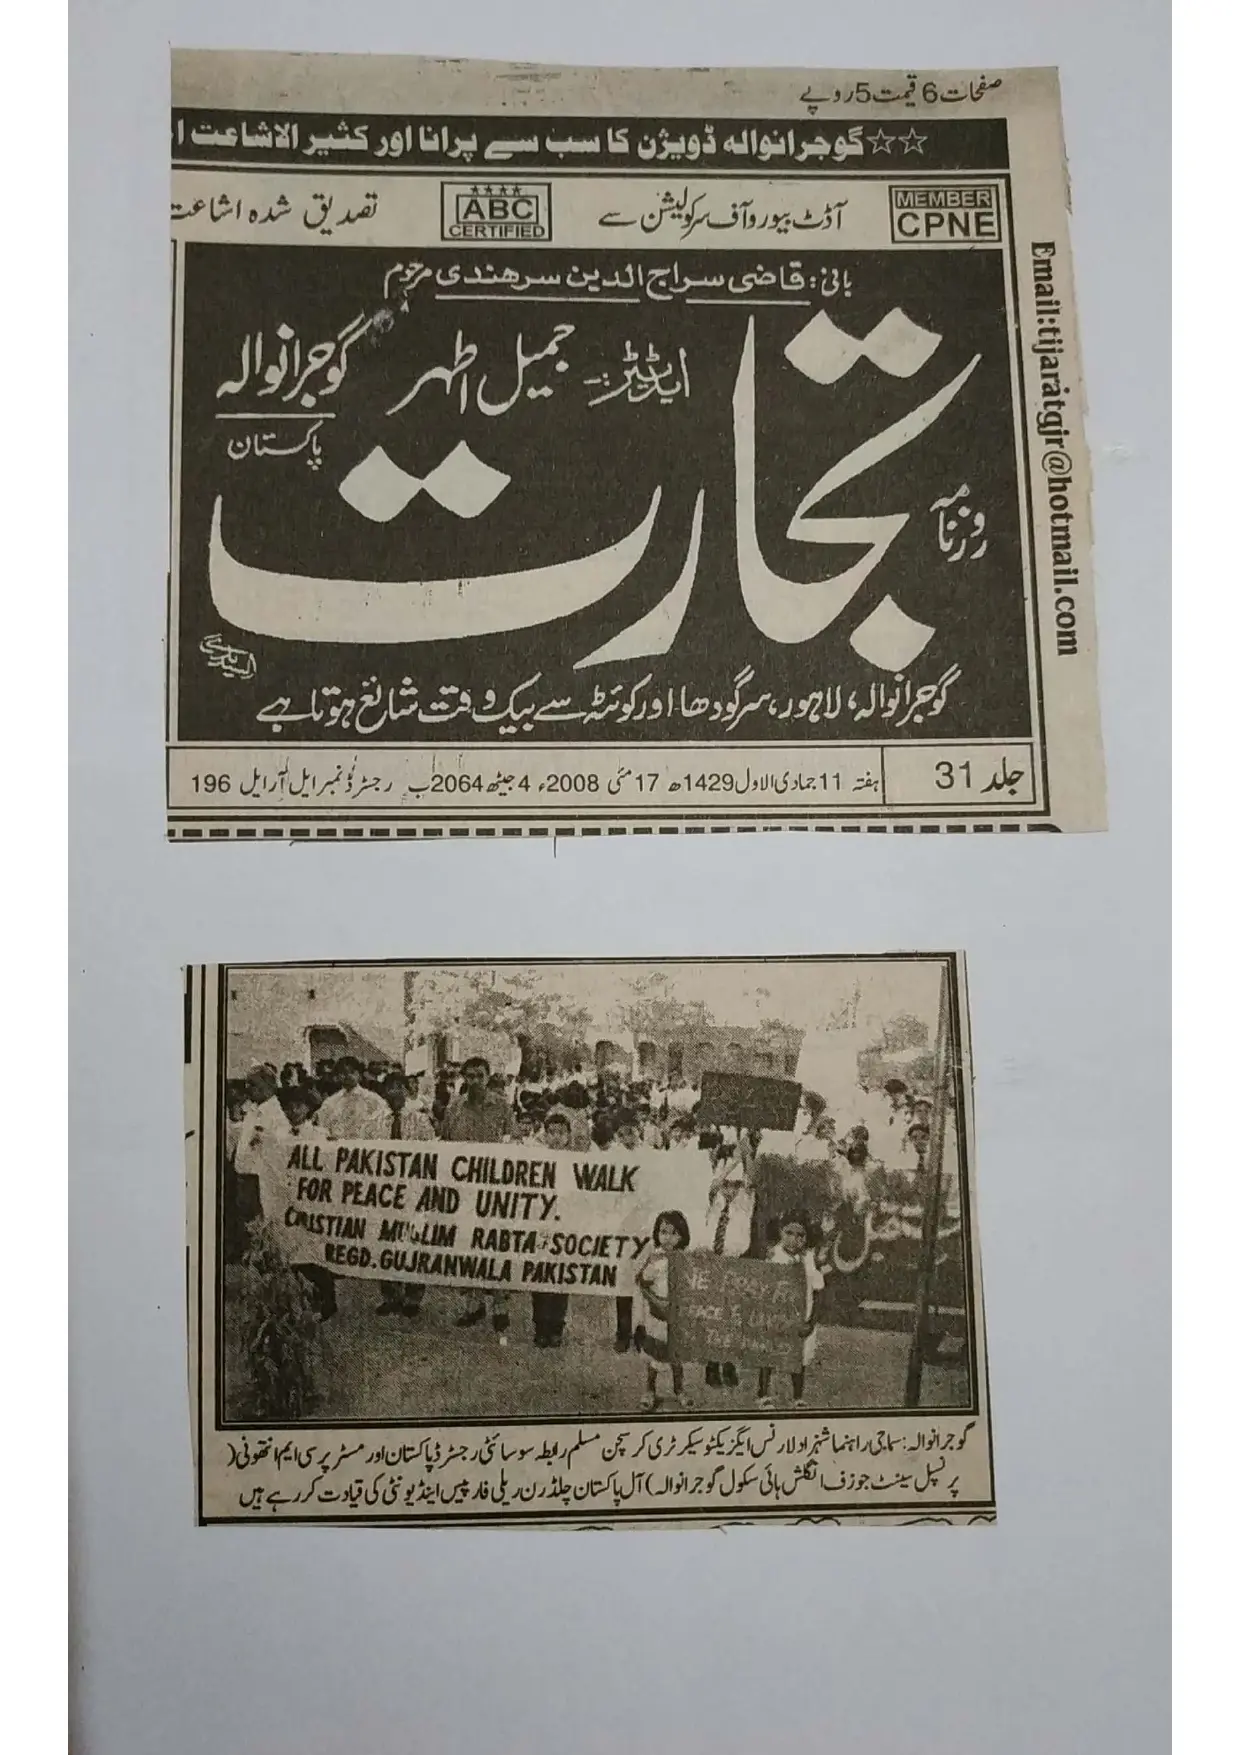 صفحات 6 قیمت 5 روپے
☆☆ گوجرانوالہ ڈویژن کا سب سے پرانا اور کثیر الاشاعت ا
MEMBER
CPNE
آڈٹ بیورو آف سرکولیشن سے
★★★★
ABC
CERTIFIED
تصدیق شدہ اشاعت
Email:tijaratgjr@hotmail.com
بانی: قاضی سراج الدین سرھندی مرحوم
روزنامہ
تجارت
ایڈیٹر:۔ جمیل اطہر
گوجرانوالہ
پاکستان
گوجرانوالہ، لاہور، سرگودھا اور کوئٹہ سے بیک وقت شائع ہوتا ہے
جلد 31
ہفتہ 11 جمادی الاول 1429ھ 17 مئی 2008ء 4 جیٹھ 2064ب رجسٹرڈ نمبر ایل آر ایل 196
ALL PAKISTAN CHILDREN WALK
FOR PEACE AND UNITY.
CHRISTIAN MUSLIM RABTA SOCIETY
REGD. GUJRANWALA PAKISTAN
گوجرانوالہ: سماجی راہنما شہزاد لارنس ایگزیکٹو سیکرٹری کرسچن مسلم رابطہ سوسائٹی رجسٹرڈ پاکستان اور مسٹر پرسی ایم انتھونی (
پرنسپل سینٹ جوزف انگلش ہائی سکول گوجرانوالہ) آل پاکستان چلڈرن ریلی فار پیس اینڈ یونٹی کی قیادت کر رہے ہیں